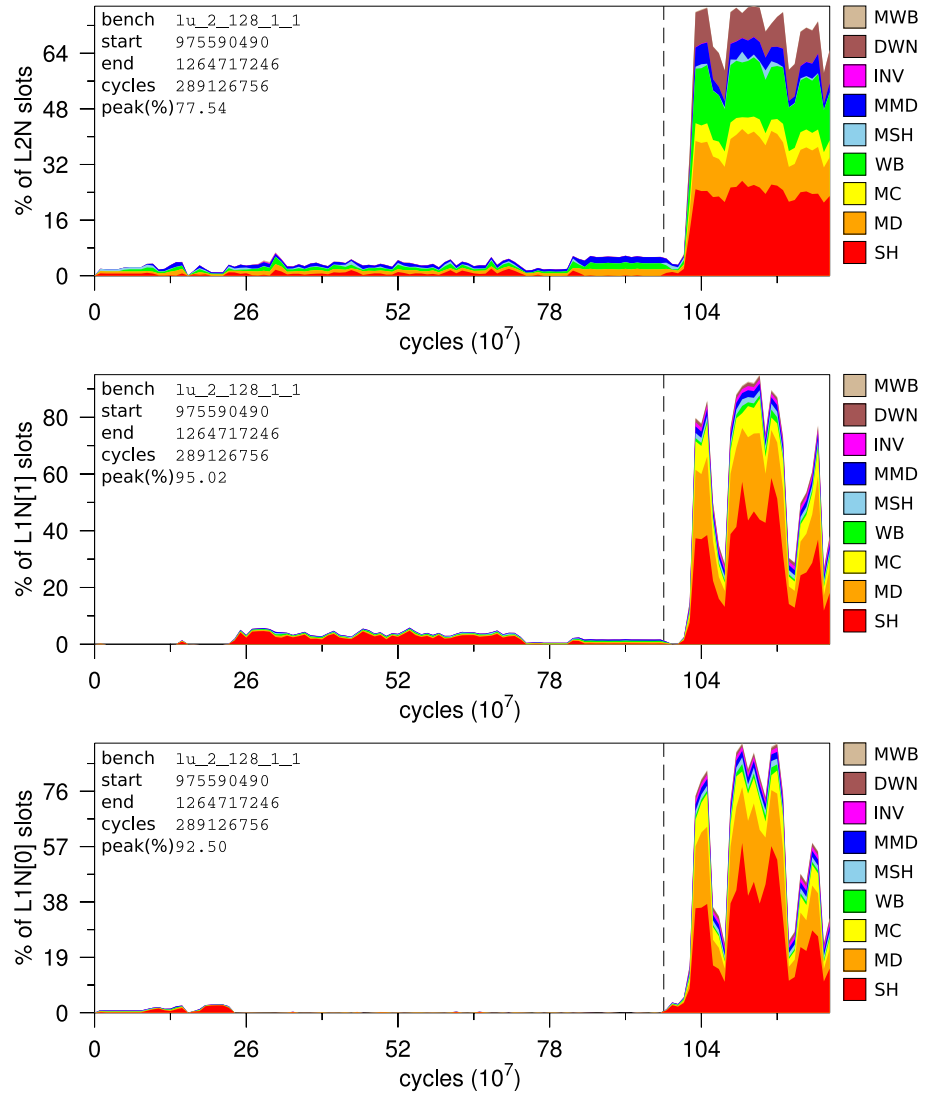 % of L2N slots
64
48
32
16
0
bench lu_2_128_1_1
start 975590490
end 1264717246
cycles 289126756
peak(%) 77.54
0 26 52 78 104
cycles (10^7)
MWB
DWN
INV
MMD
MSH
WB
MC
MD
SH
% of L1N[1] slots
80
60
40
20
0
bench lu_2_128_1_1
start 975590490
end 1264717246
cycles 289126756
peak(%) 95.02
0 26 52 78 104
cycles (10^7)
MWB
DWN
INV
MMD
MSH
WB
MC
MD
SH
% of L1N[0] slots
76
57
38
19
0
bench lu_2_128_1_1
start 975590490
end 1264717246
cycles 289126756
peak(%) 92.50
0 26 52 78 104
cycles (10^7)
MWB
DWN
INV
MMD
MSH
WB
MC
MD
SH